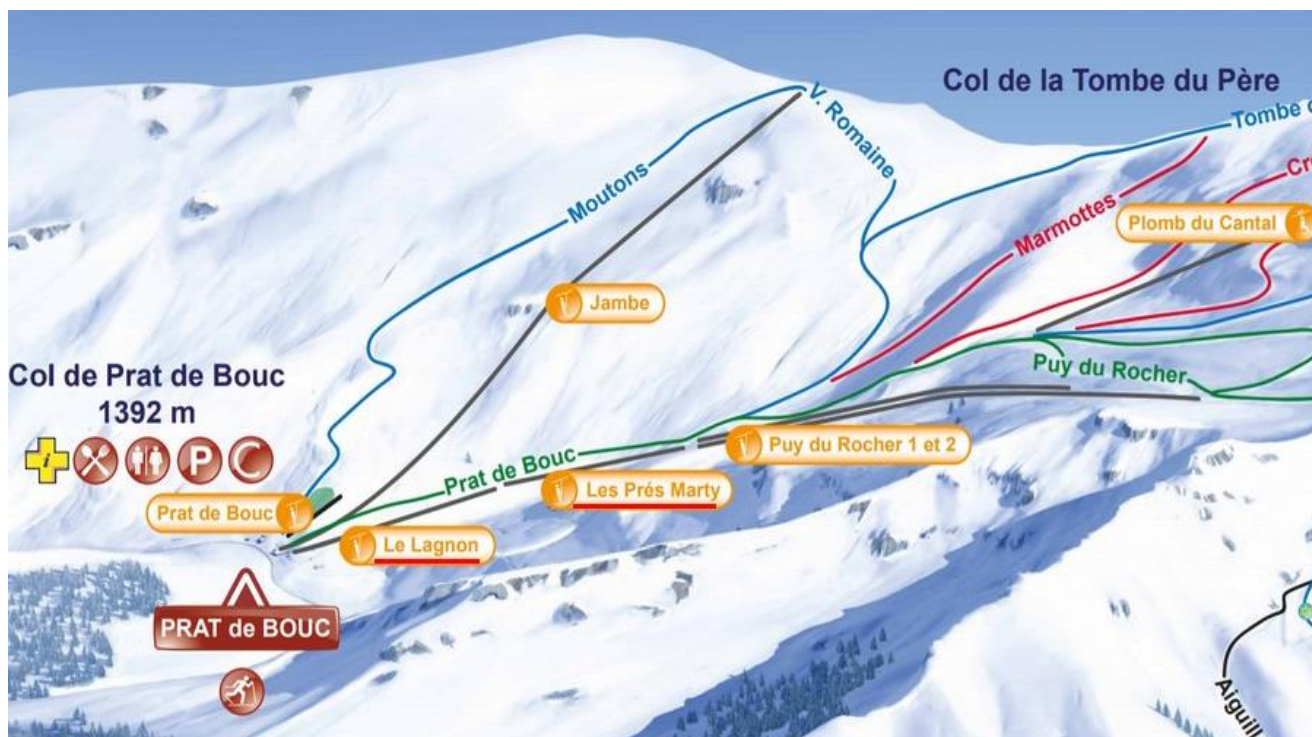 Col de la Tombe du Père
V. Romaine
Tombe
Moutons
Marmottes
Plomb du Cantal
Jambe
Col de Prat de Bouc
1392 m
i
P
Puy du Rocher
Puy du Rocher 1 et 2
Prat de Bouc
Les Prés Marty
Prat de Bouc
Le Lagnon
PRAT de BOUC
Aiguill